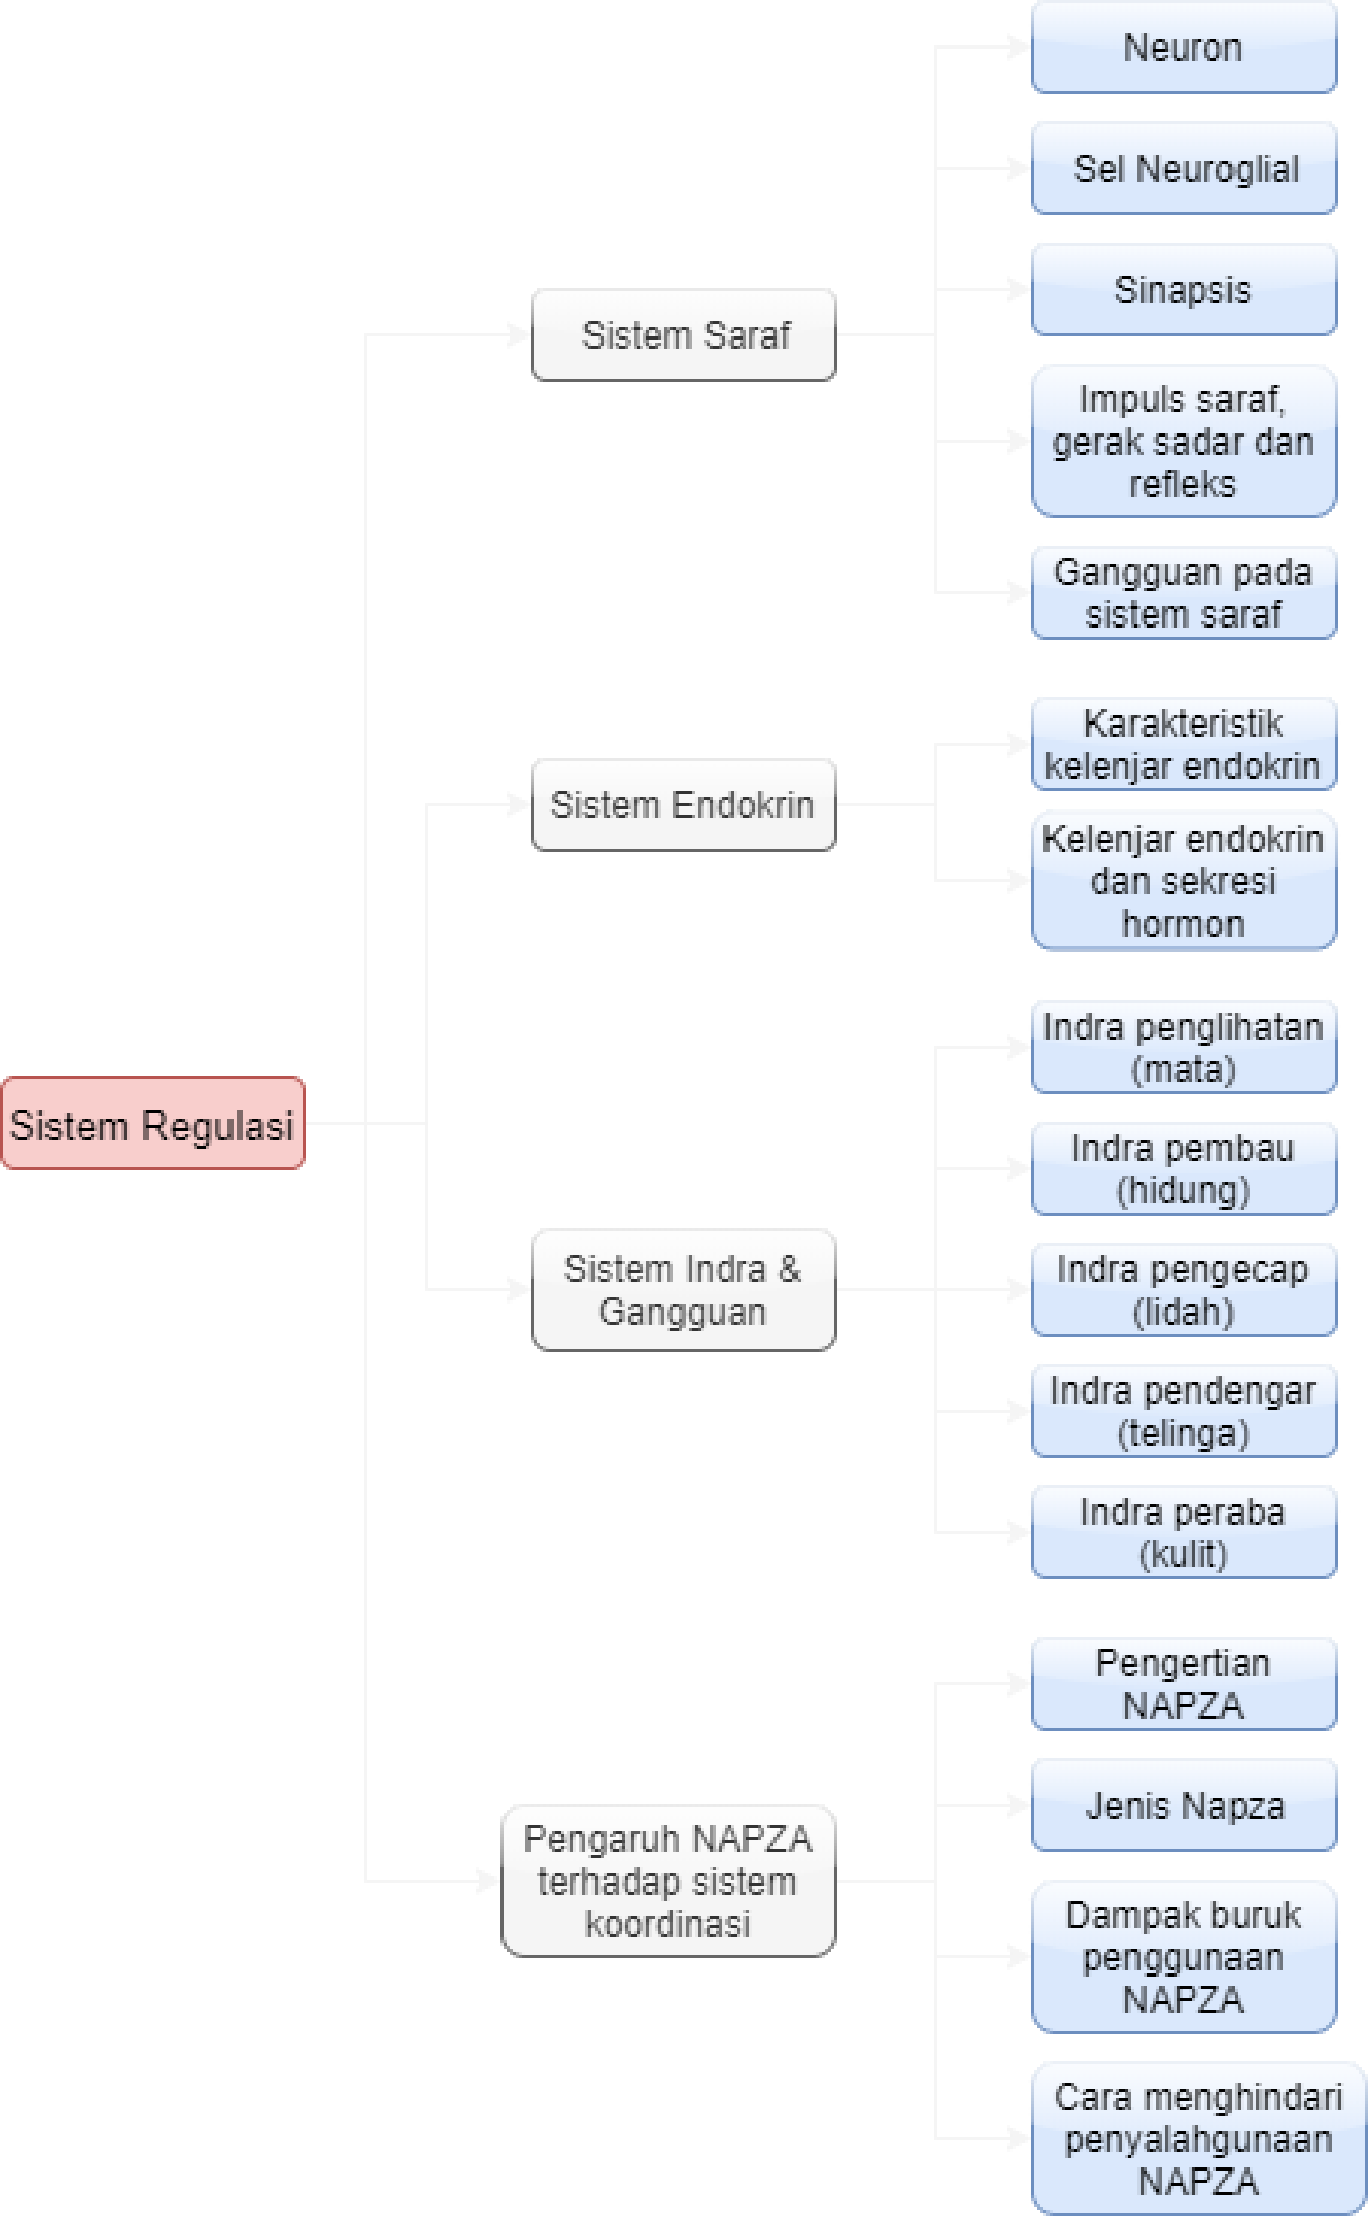 Sistem Regulasi
Sistem Saraf
Neuron
Sel Neuroglial
Sinapsis
Impuls saraf,
gerak sadar dan
refleks
Gangguan pada
sistem saraf
Sistem Endokrin
Karakteristik
kelenjar endokrin
Kelenjar endokrin
dan sekresi
hormon
Sistem Indra &
Gangguan
Indra penglihatan
(mata)
Indra pembau
(hidung)
Indra pengecap
(lidah)
Indra pendengar
(telinga)
Indra peraba
(kulit)
Pengaruh NAPZA
terhadap sistem
koordinasi
Pengertian
NAPZA
Jenis Napza
Dampak buruk
penggunaan
NAPZA
Cara menghindari
penyalahgunaan
NAPZA